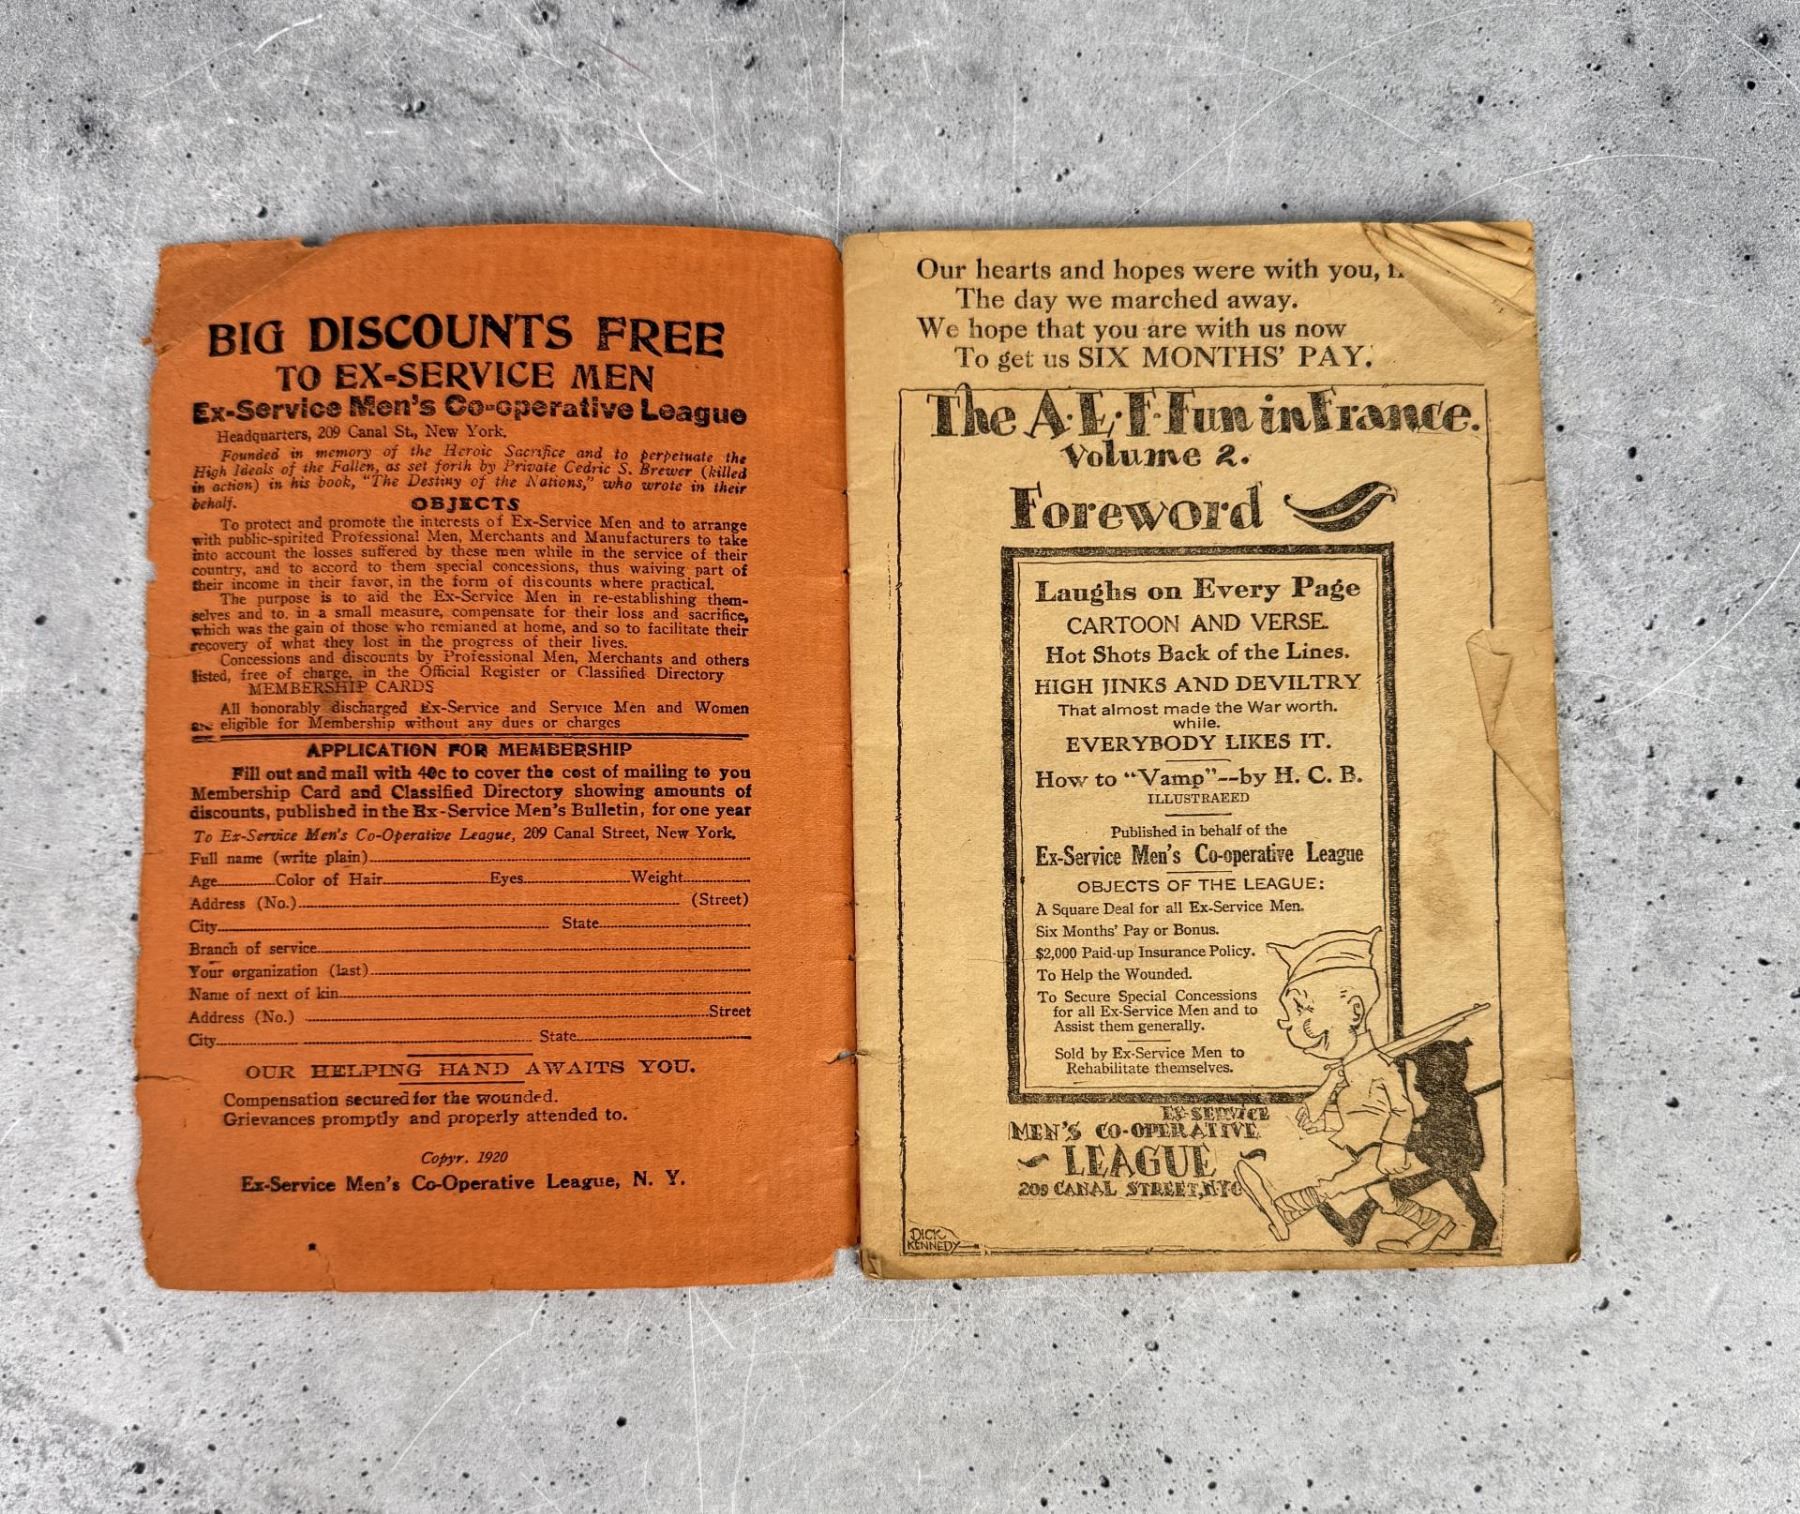 BIG DISCOUNTS FREE
TO EX-SERVICE MEN
Ex-Service Men's Co-operative League
Headquarters, 209 Canal St., New York.
Founded in memory of the Heroic Sacrifice and to perpetuate the
High Ideals of the Fallen, as set forth by Private Cedric S. Brewer (killed
in action) in his book, "The Destiny of the Nations," who wrote in their
behalf.
OBJECTS
To protect and promote the interests of Ex-Service Men and to arrange
with public-spirited Professional Men, Merchants and Manufacturers to take
into account the losses suffered by these men while in the service of their
country, and to accord to them special concessions, thus waiving part of
their income in their favor, in the form of discounts where practical.
The purpose is to aid the Ex-Service Men in re-establishing them-
selves and to, in a small measure, compensate for their loss and sacrifice,
which was the gain of those who remianed at home, and so to facilitate their
recovery of what they lost in the progress of their lives.
Concessions and discounts by Professional Men, Merchants and others
listed, free of charge, in the Official Register or Classified Directory
MEMBERSHIP CARDS
All honorably discharged Ex-Service and Service Men and Women
are eligible for Membership without any dues or charges
APPLICATION FOR MEMBERSHIP
Fill out and mail with 40c to cover the cost of mailing to you
Membership Card and Classified Directory showing amounts of
discounts, published in the Ex-Service Men's Bulletin, for one year
To Ex-Service Men's Co-Operative League, 209 Canal Street, New York.
Full name (write plain)
Age Color of Hair Eyes Weight
Address (No.) (Street)
City State
Branch of service
Your organization (last)
Name of next of kin
Address (No.) Street
City State
OUR HELPING HAND AWAITS YOU.
Compensation secured for the wounded.
Grievances promptly and properly attended to.
Copyr. 1920
Ex-Service Men's Co-Operative League, N. Y.
Our hearts and hopes were with you,
The day we marched away.
We hope that you are with us now
To get us SIX MONTHS' PAY.
The A.E.F. Fun in France.
Volume 2.
Foreword
Laughs on Every Page
CARTOON AND VERSE.
Hot Shots Back of the Lines.
HIGH JINKS AND DEVILTRY
That almost made the War worth.
while.
EVERYBODY LIKES IT.
How to "Vamp"--by H. C. B.
ILLUSTRAEED
Published in behalf of the
Ex-Service Men's Co-operative League
OBJECTS OF THE LEAGUE:
A Square Deal for all Ex-Service Men.
Six Months' Pay or Bonus.
$2,000 Paid-up Insurance Policy.
To Help the Wounded.
To Secure Special Concessions
for all Ex-Service Men and to
Assist them generally.
Sold by Ex-Service Men to
Rehabilitate themselves.
EX-SERVICE
MEN'S CO-OPERATIVE
LEAGUE
209 CANAL STREET, NYC
DICK
KENNEDY